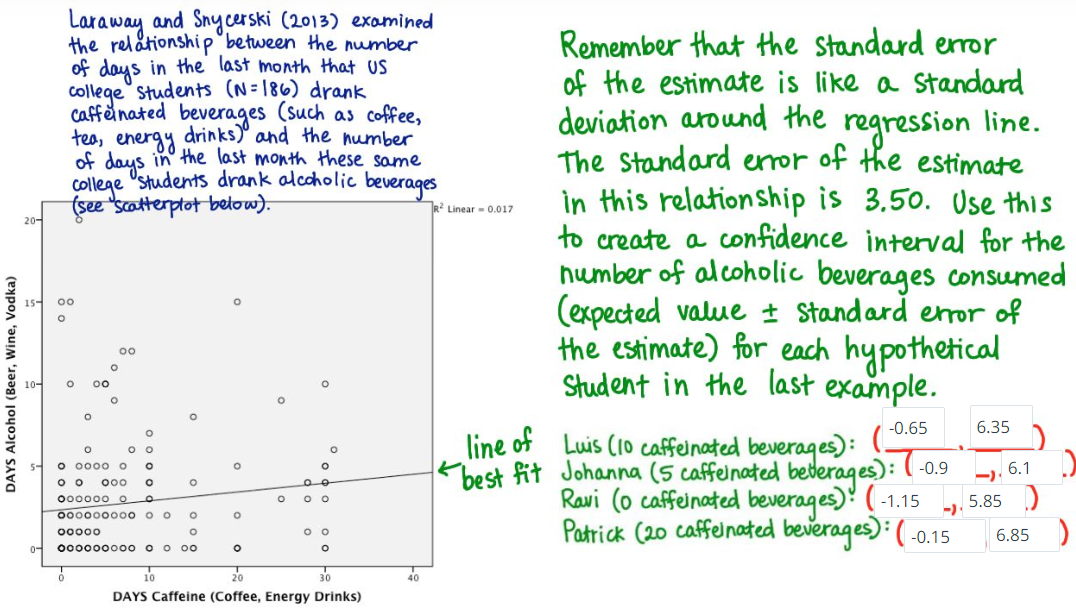 Laraway and Snycerski (2013) examined
the relationship between the number
of days in the last month that US
college students (N=186) drank
caffeinated beverages (such as coffee,
tea, energy drinks) and the number
of days in the last month these same
college students drank alcoholic beverages
(see scatterplot below).
R² Linear = 0.017
DAYS Alcohol (Beer, Wine, Vodka)
20
15
10
5
0
0 10 20 30 40
DAYS Caffeine (Coffee, Energy Drinks)
line of
best fit
Remember that the standard error
of the estimate is like a standard
deviation around the regression line.
The standard error of the estimate
in this relationship is 3.50. Use this
to create a confidence interval for the
number of alcoholic beverages consumed
(expected value ± standard error of
the estimate) for each hypothetical
student in the last example.
Luis (10 caffeinated beverages): (-0.65, 6.35)
Johanna (5 caffeinated beverages): (-0.9, 6.1)
Ravi (0 caffeinated beverages): (-1.15, 5.85)
Patrick (20 caffeinated beverages): (-0.15 6.85)